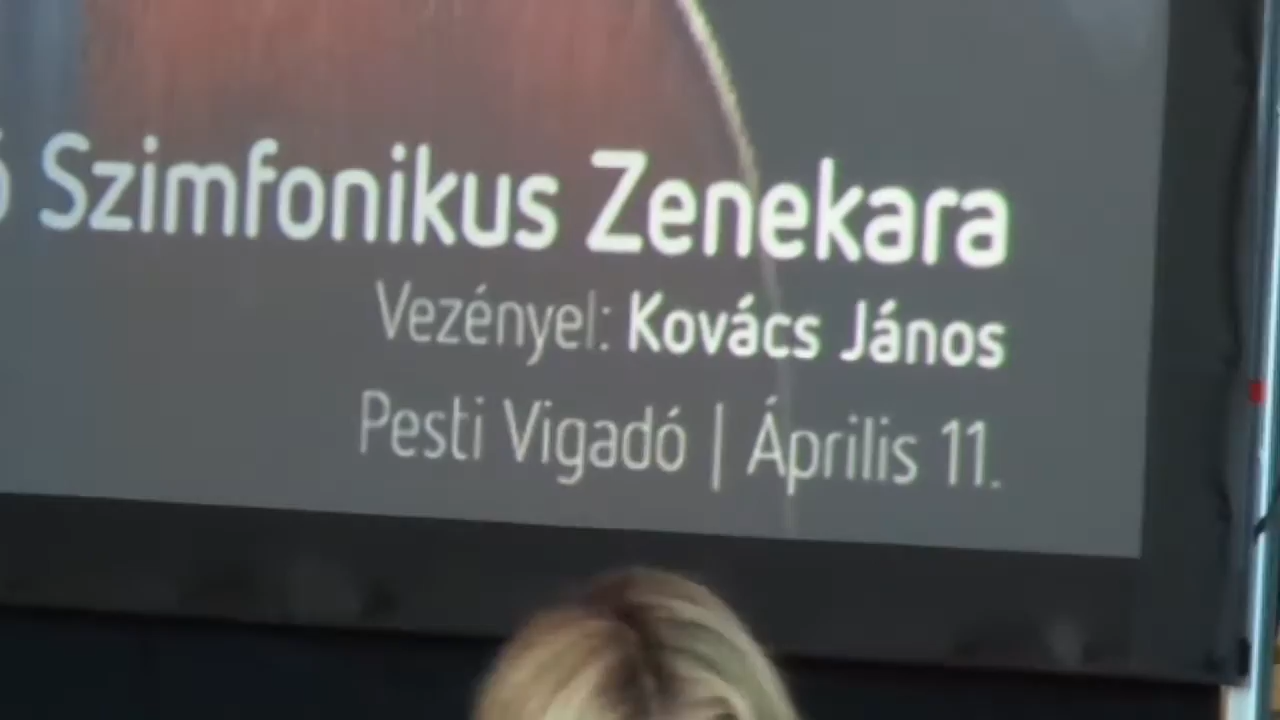 Szimfonikus Zenekara
Vezényel: Kovács János
Pesti Vigadó | Április 11.